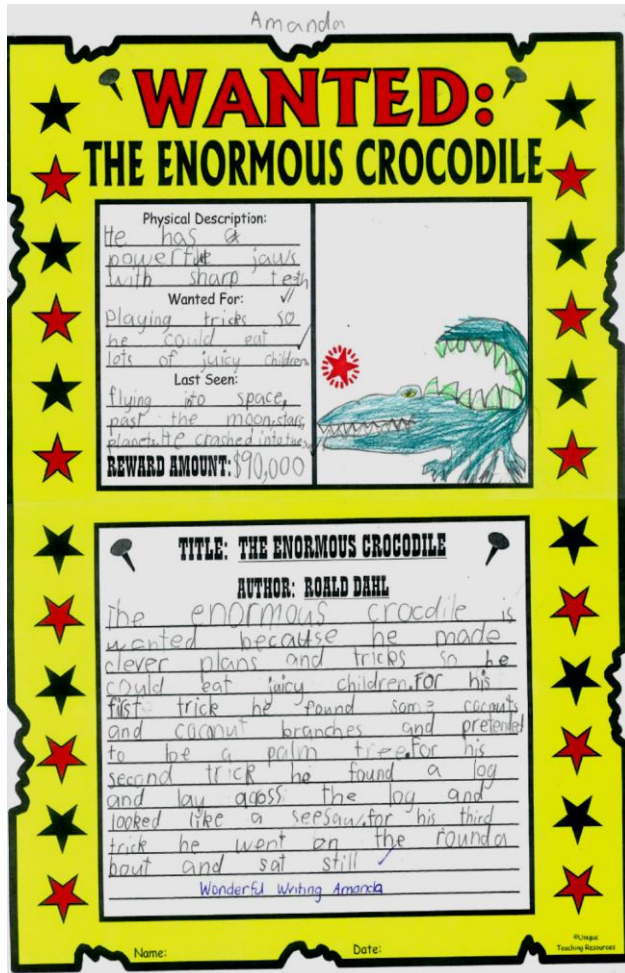 Amanda
WANTED:
THE ENORMOUS CROCODILE
Physical Description:
He has a
powerful jaws
with sharp teeth
Wanted For:
Playing tricks so
he could eat
lots of juicy children
Last Seen:
flying into space,
past the moon, stars,
planets. He crashed into the
REWARD AMOUNT: $90,000
TITLE: THE ENORMOUS CROCODILE
AUTHOR: ROALD DAHL
The enormous crocdile is
wanted because he made
clever plans and tricks so he
could eat juicy children. For his
first trick he found some coconuts
and coconut branches and pretended
to be a palm tree. for his
second trick he found a log
and lay across the log and
looked like a seesaw. for his third
trick he went on the rounda
bout and sat still
Wonderful Writing Amanda
Name:
Date:
©Unique
Teaching Resources